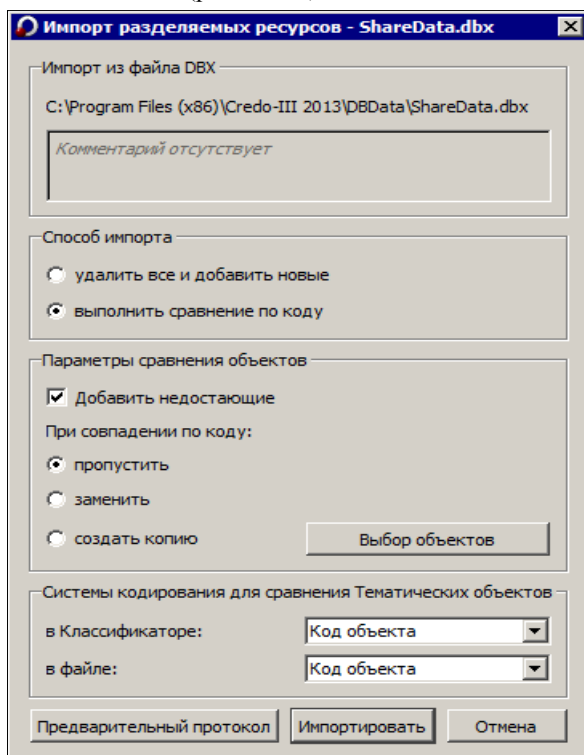 Импорт разделяемых ресурсов - ShareData.dbx
Импорт из файла DBX
C:\Program Files (x86)\Credo-III 2013\DBData\ShareData.dbx
Комментарий отсутствует
Способ импорта
удалить все и добавить новые
выполнить сравнение по коду
Параметры сравнения объектов
Добавить недостающие
При совпадении по коду:
пропустить
заменить
создать копию
Выбор объектов
Системы кодирования для сравнения Тематических объектов
в Классификаторе:
Код объекта
в файле:
Код объекта
Предварительный протокол
Импортировать
Отмена